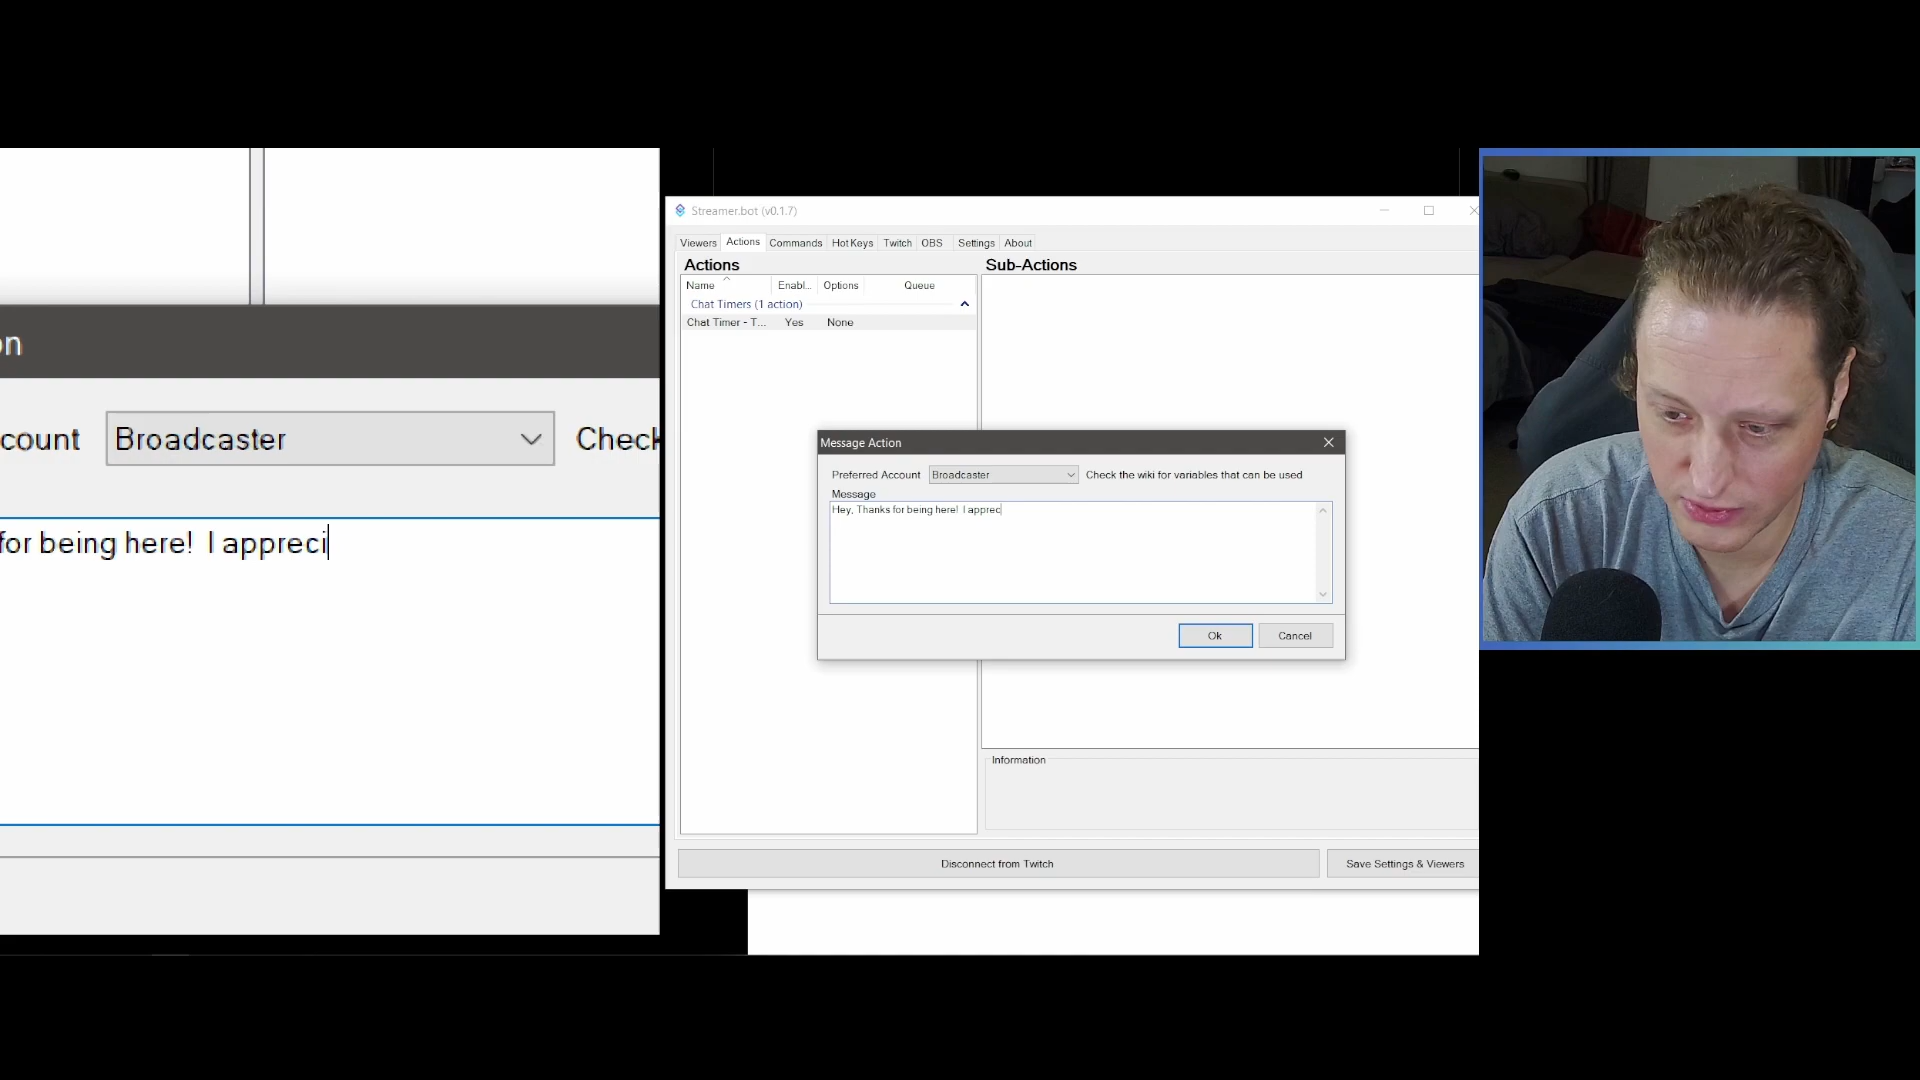 on
count
Broadcaster
Check
for being here!  I appreci
Streamer.bot (v0.1.7)
Viewers
Actions
Commands
Hot Keys
Twitch
OBS
Settings
About
Actions
Sub-Actions
Name
Enabl...
Options
Queue
Chat Timers (1 action)
Chat Timer - T...
Yes
None
Message Action
Preferred Account
Broadcaster
Check the wiki for variables that can be used
Message
Hey, Thanks for being here!  I apprec
Ok
Cancel
Information
Disconnect from Twitch
Save Settings & Viewers